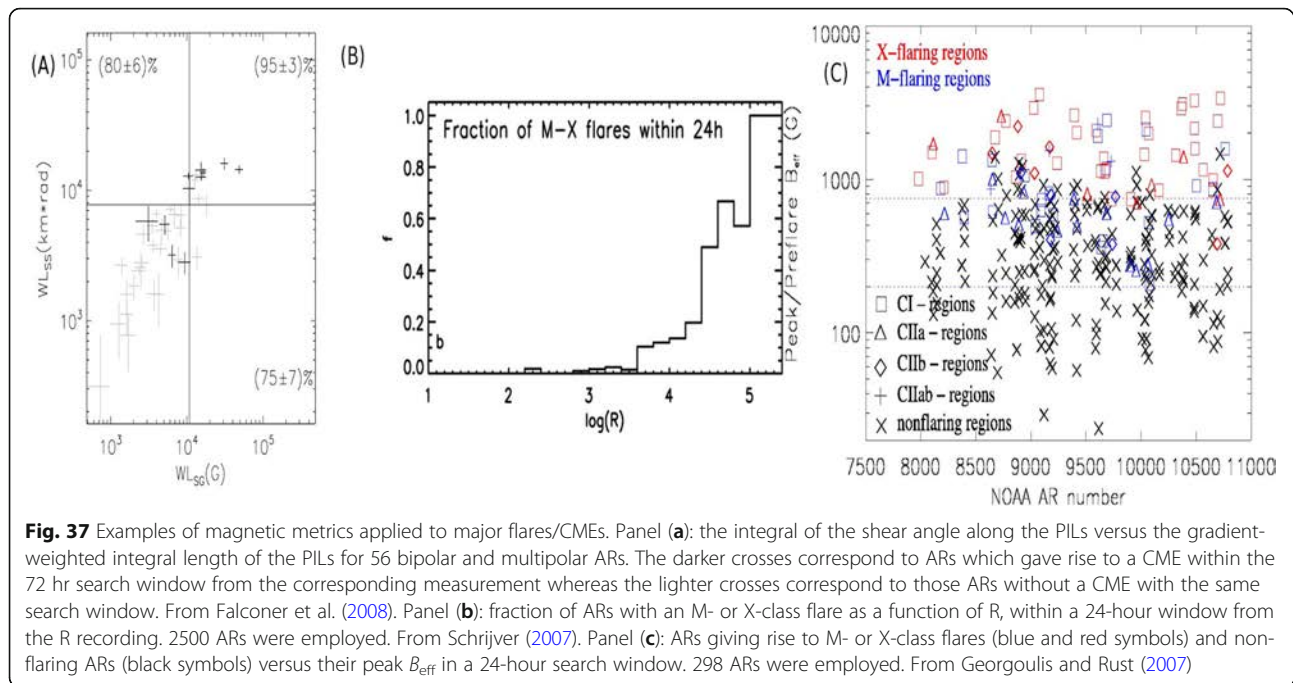 (A)
(80±6)%
(95±3)%
(75±7)%
10^5
10^4
10^3
WL_SS(km*rad)
10^3
10^4
10^5
WL_SG(G)
(B)
Fraction of M-X flares within 24h
1.0
0.8
0.6
0.4
0.2
0.0
f
b
1
2
3
4
5
log(R)
(C)
X-flaring regions
M-flaring regions
10000
1000
100
Peak/Preflare B_eff (G)
CI – regions
CIIa – regions
CIIb – regions
CIIab – regions
nonflaring regions
7500
8000
8500
9000
9500
10000
10500
11000
NOAA AR number
Fig. 37 Examples of magnetic metrics applied to major flares/CMEs. Panel (a): the integral of the shear angle along the PILs versus the gradient-
weighted integral length of the PILs for 56 bipolar and multipolar ARs. The darker crosses correspond to ARs which gave rise to a CME within the
72 hr search window from the corresponding measurement whereas the lighter crosses correspond to those ARs without a CME with the same
search window. From Falconer et al. (2008). Panel (b): fraction of ARs with an M- or X-class flare as a function of R, within a 24-hour window from
the R recording. 2500 ARs were employed. From Schrijver (2007). Panel (c): ARs giving rise to M- or X-class flares (blue and red symbols) and non-
flaring ARs (black symbols) versus their peak B_eff in a 24-hour search window. 298 ARs were employed. From Georgoulis and Rust (2007)